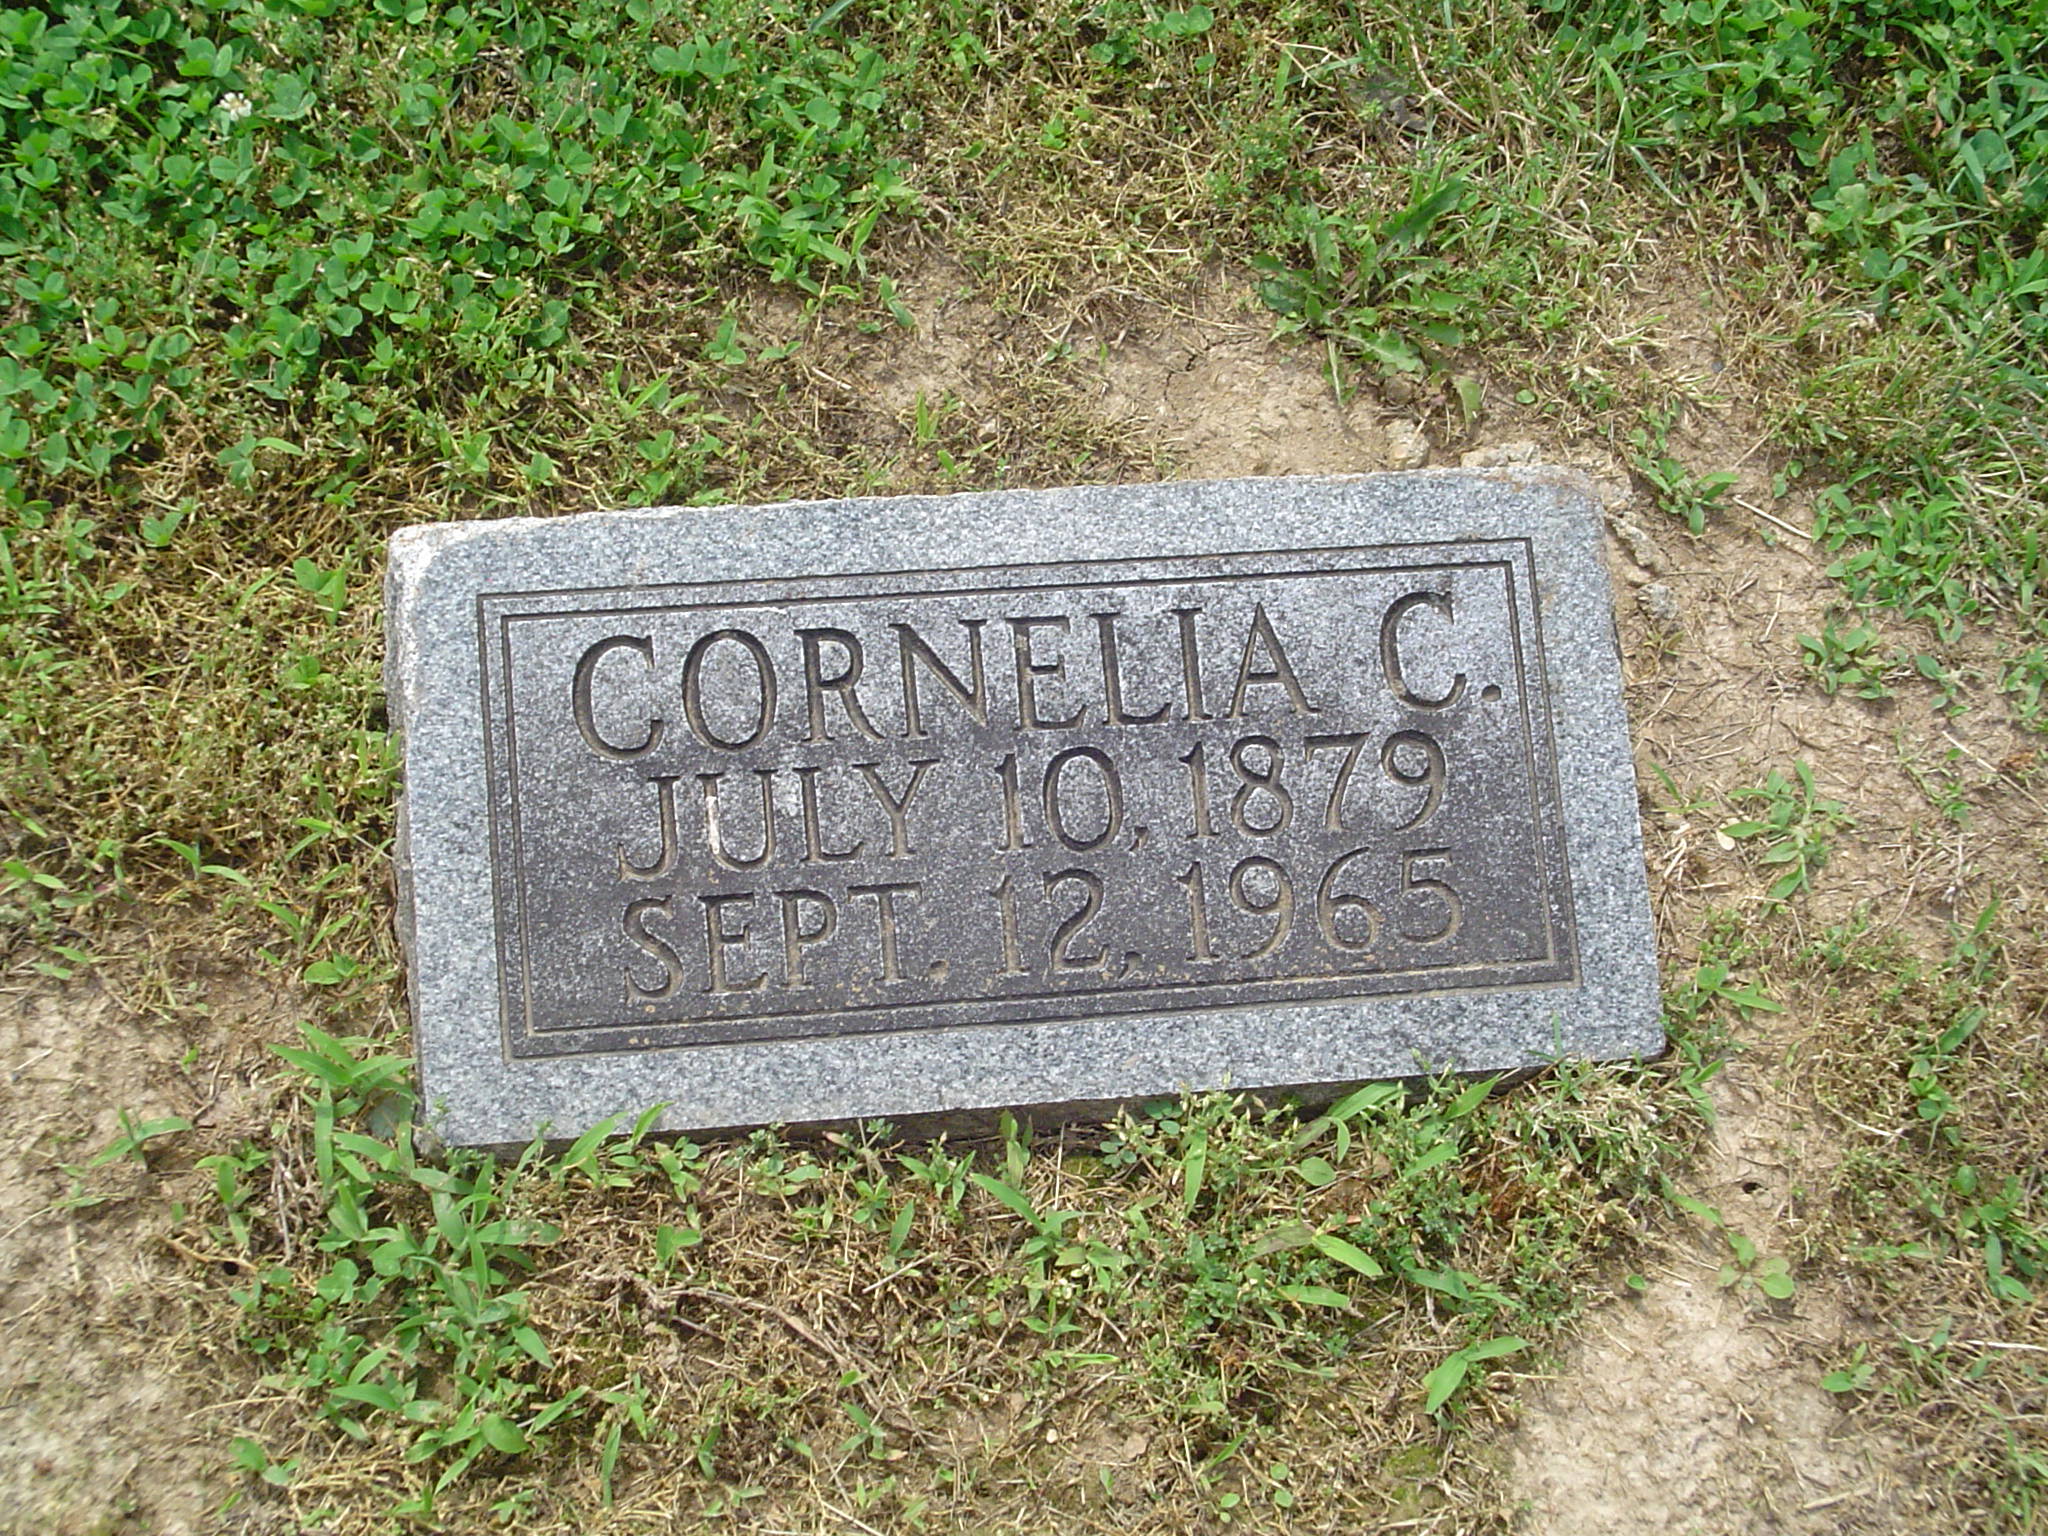 CORNELIA C.
JULY 10, 1879
SEPT. 12, 1965